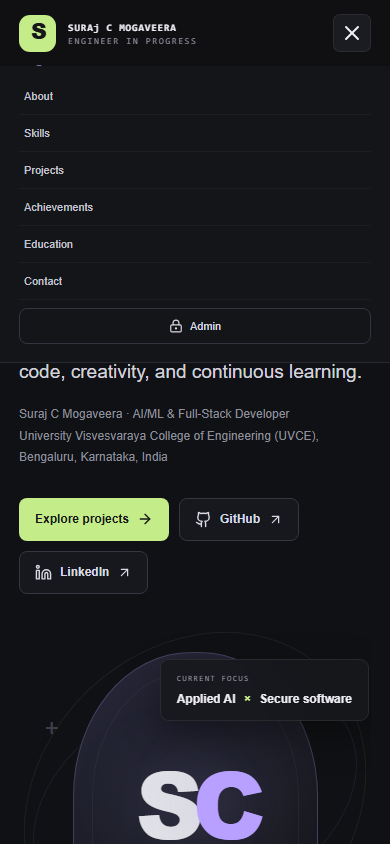 S
SURAj C MOGAVEERA
ENGINEER IN PROGRESS
About
Skills
Projects
Achievements
Education
Contact
Admin
code, creativity, and continuous learning.
Suraj C Mogaveera · AI/ML & Full-Stack Developer
University Visvesvaraya College of Engineering (UVCE),
Bengaluru, Karnataka, India
Explore projects →
GitHub ↗
LinkedIn ↗
CURRENT FOCUS
Applied AI × Secure software
sc